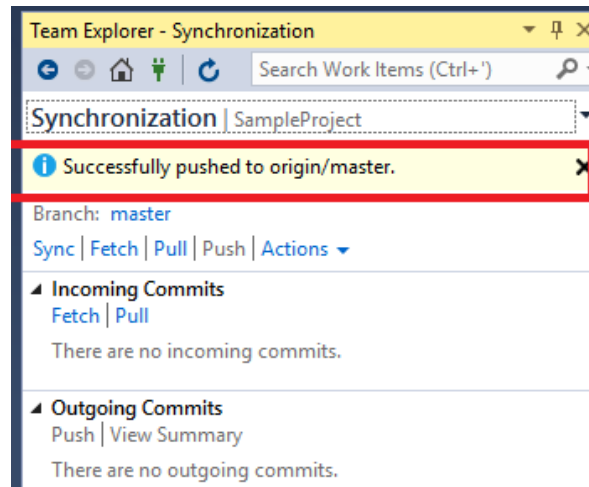 Team Explorer - Synchronization
Search Work Items (Ctrl+')
Synchronization | SampleProject
Successfully pushed to origin/master.
Branch: master
Sync | Fetch | Pull | Push | Actions
Incoming Commits
Fetch | Pull
There are no incoming commits.
Outgoing Commits
Push | View Summary
There are no outgoing commits.